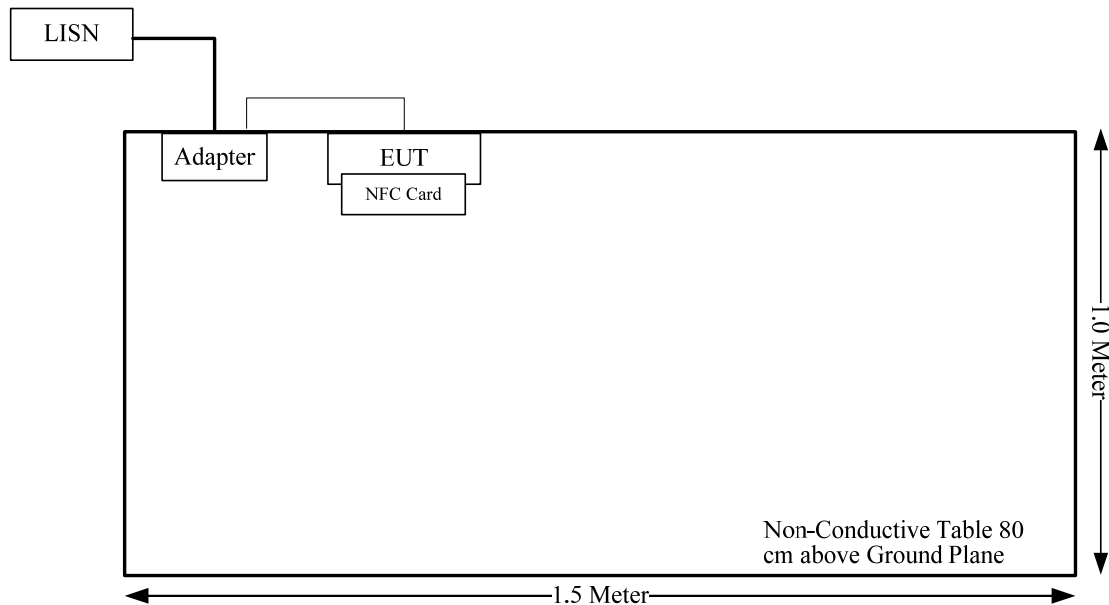 LISN
Adapter
EUT
NFC Card
1.0 Meter
Non-Conductive Table 80
cm above Ground Plane
1.5 Meter